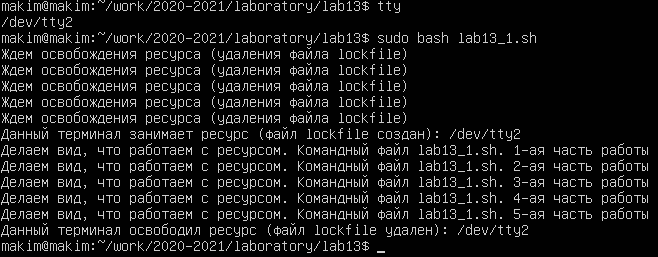 makim@makim:~/work/2020-2021/laboratory/lab13$ tty
/dev/tty2
makim@makim:~/work/2020-2021/laboratory/lab13$ sudo bash lab13_1.sh
Ждем освобождения ресурса (удаления файла lockfile)
Ждем освобождения ресурса (удаления файла lockfile)
Ждем освобождения ресурса (удаления файла lockfile)
Ждем освобождения ресурса (удаления файла lockfile)
Ждем освобождения ресурса (удаления файла lockfile)
Данный терминал занимает ресурс (файл lockfile создан): /dev/tty2
Делаем вид, что работаем с ресурсом. Командный файл lab13_1.sh. 1-ая часть работы
Делаем вид, что работаем с ресурсом. Командный файл lab13_1.sh. 2-ая часть работы
Делаем вид, что работаем с ресурсом. Командный файл lab13_1.sh. 3-ая часть работы
Делаем вид, что работаем с ресурсом. Командный файл lab13_1.sh. 4-ая часть работы
Делаем вид, что работаем с ресурсом. Командный файл lab13_1.sh. 5-ая часть работы
Данный терминал освободил ресурс (файл lockfile удален): /dev/tty2
makim@makim:~/work/2020-2021/laboratory/lab13$ _